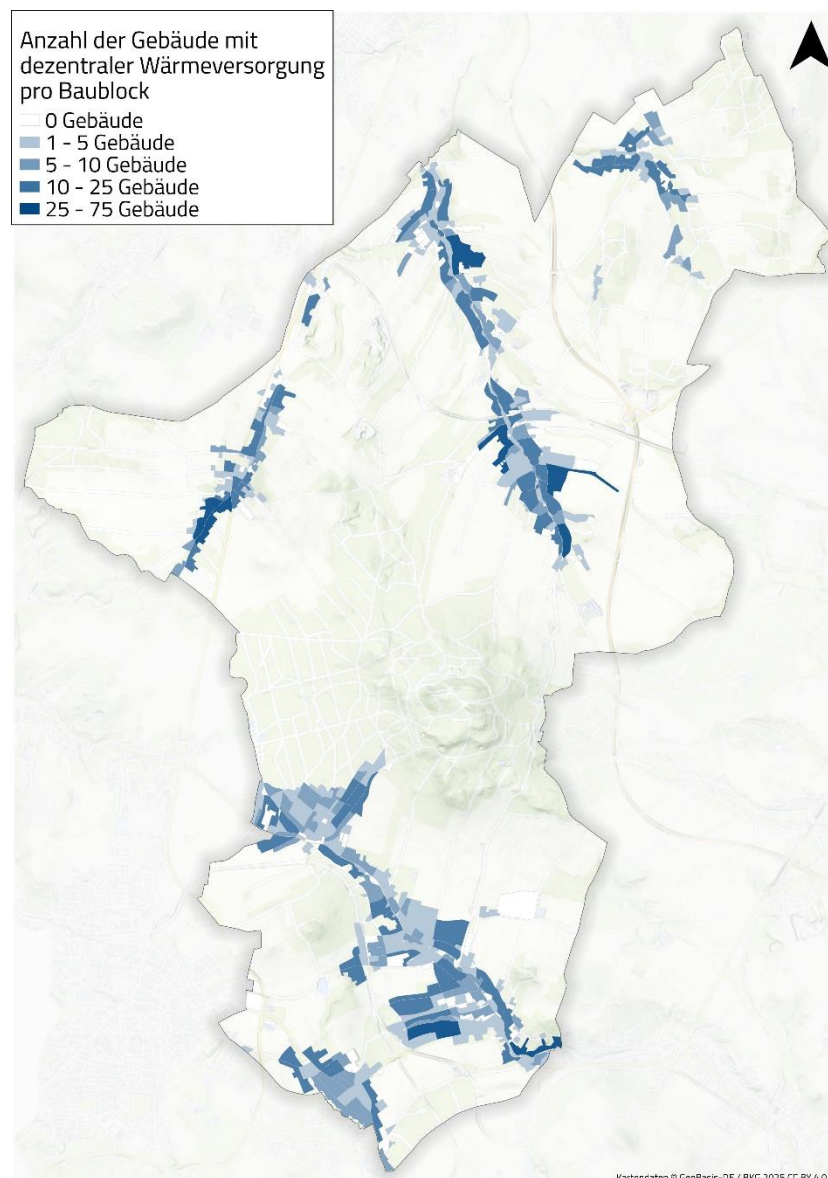 Anzahl der Gebäude mit
dezentraler Wärmeversorgung
pro Baublock
0 Gebäude
1 - 5 Gebäude
5 - 10 Gebäude
10 - 25 Gebäude
25 - 75 Gebäude
Kartendaten © GeoBasis-DE / BKG 2025 CC BY 4.0